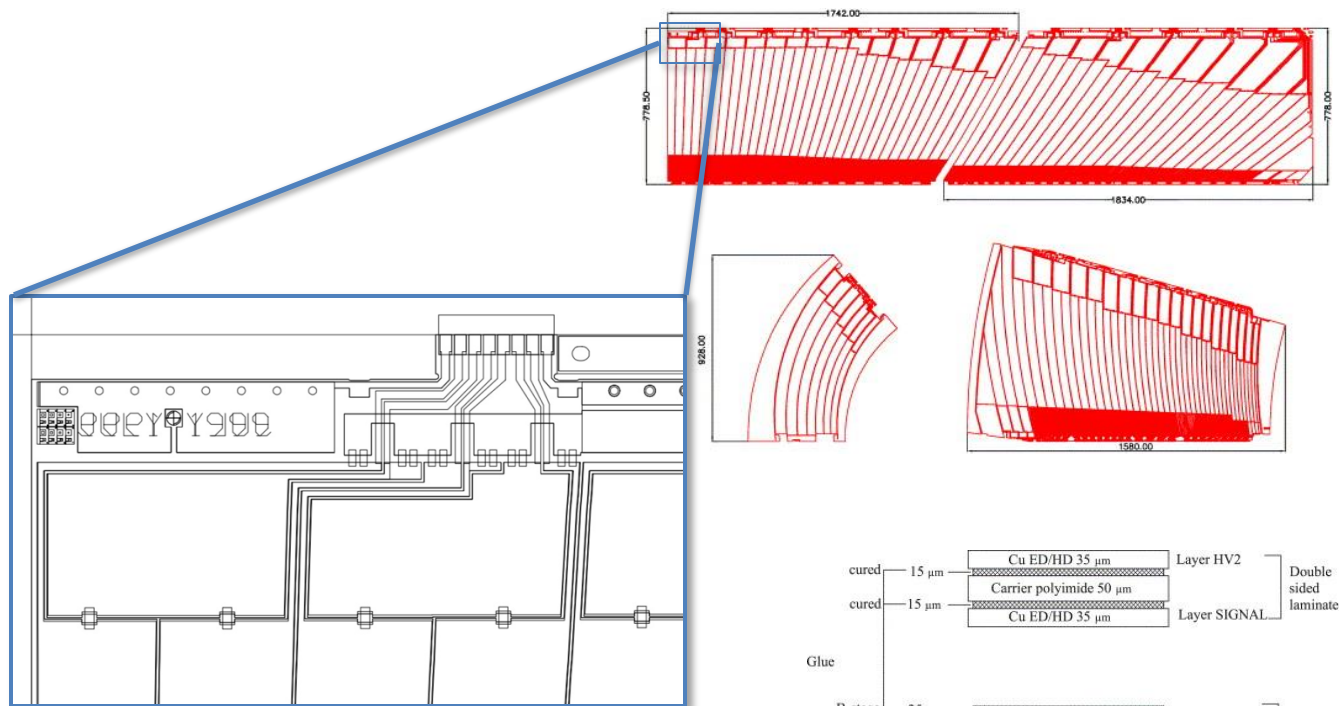 1742.00
778.50
778.00
1834.00
928.00
1580.00
Cu ED/HD 35 µm
Layer HV2
cured
15 µm
Carrier polyimide 50 µm
Double
sided
laminate
cured
15 µm
Cu ED/HD 35 µm
Layer SIGNAL
Glue